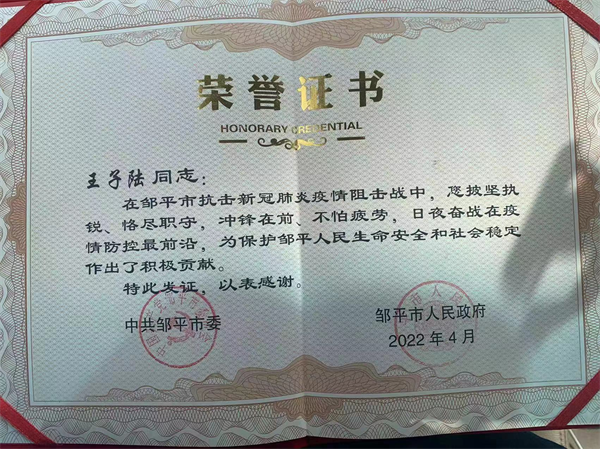 荣誉证书
HONORARY CREDENTIAL
王子陆同志：
在邹平市抗击新冠肺炎疫情阻击战中，您披坚执
锐、恪尽职守，冲锋在前、不怕疲劳，日夜奋战在疫
情防控最前沿，为保护邹平人民生命安全和社会稳定
作出了积极贡献。
特此发证，以表感谢。
中共邹平市委
邹平市人民政府
2022年4月